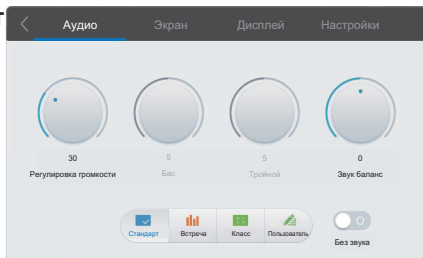 т
Аудио Экран Дисплей Настройки
30 5 5 0
Регулировка громкости Бас Тройной Звук баланс
Стандарт Встреча Класс Пользователь
Без звука